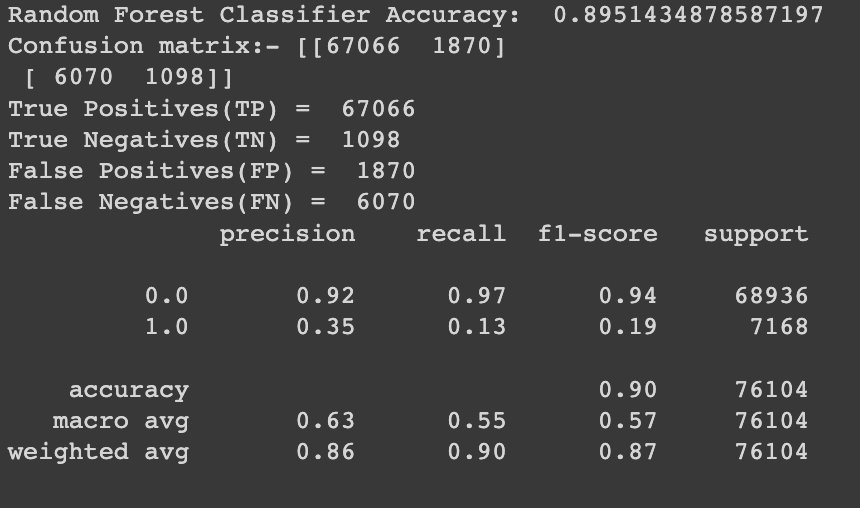 Random Forest Classifier Accuracy:  0.8951434878587197
Confusion matrix:- [[67066  1870]
 [ 6070  1098]]
True Positives(TP) =  67066
True Negatives(TN) =  1098
False Positives(FP) =  1870
False Negatives(FN) =  6070
              precision    recall  f1-score   support
         0.0       0.92      0.97      0.94     68936
         1.0       0.35      0.13      0.19      7168
    accuracy                           0.90     76104
   macro avg       0.63      0.55      0.57     76104
weighted avg       0.86      0.90      0.87     76104